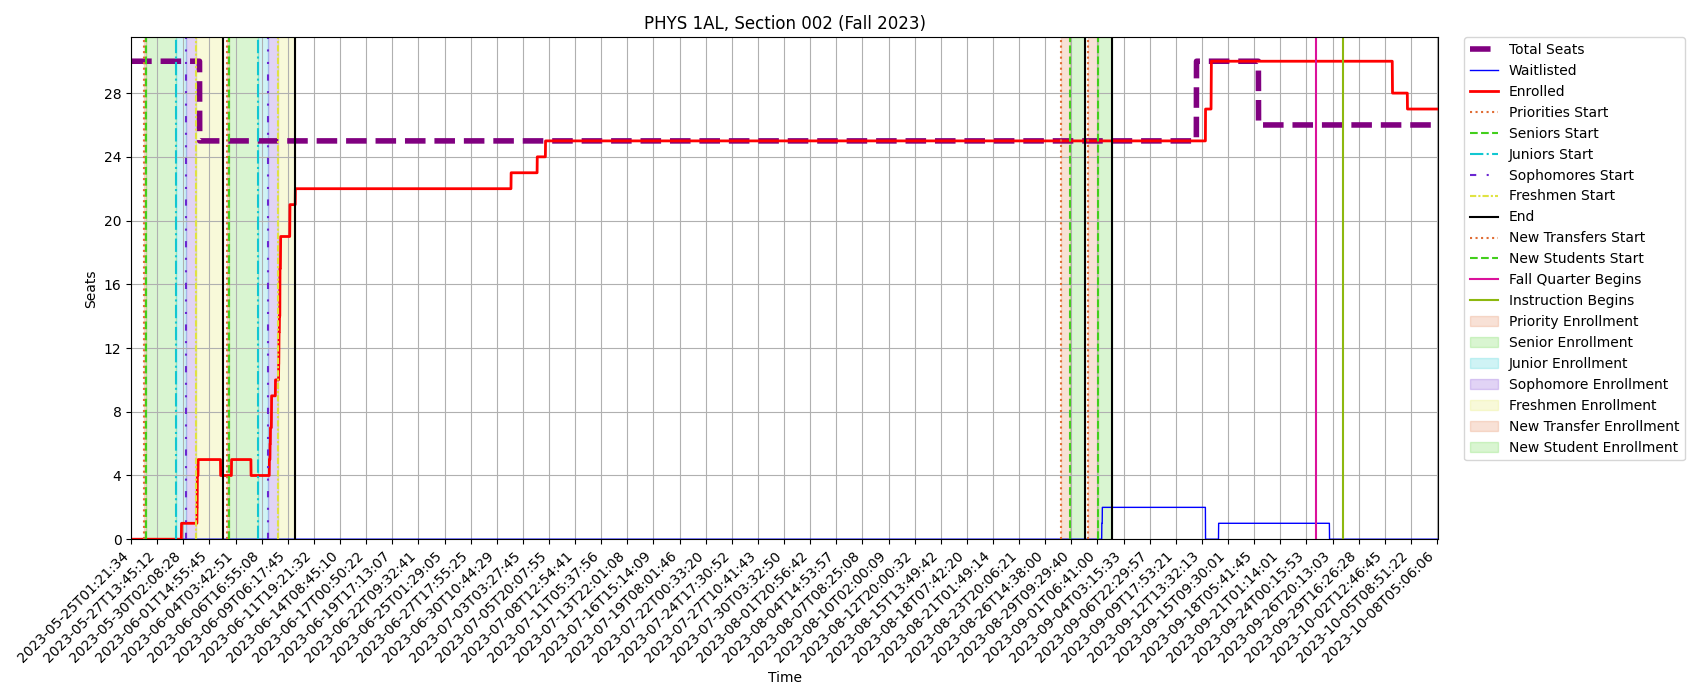 PHYS 1AL, Section 002 (Fall 2023)
Seats
28
24
20
16
12
8
4
0
2023-05-25T01:21:34
2023-05-27T13:45:12
2023-05-30T02:08:28
2023-06-01T14:55:45
2023-06-04T03:42:51
2023-06-06T16:55:08
2023-06-09T06:17:45
2023-06-11T19:21:32
2023-06-14T08:45:10
2023-06-17T00:50:22
2023-06-19T17:13:07
2023-06-22T09:32:41
2023-06-25T01:29:05
2023-06-27T17:55:25
2023-06-30T10:44:29
2023-07-03T03:27:45
2023-07-05T20:07:55
2023-07-08T12:54:41
2023-07-11T05:37:56
2023-07-13T22:01:08
2023-07-16T15:14:09
2023-07-19T08:01:46
2023-07-22T00:33:20
2023-07-24T17:30:52
2023-07-27T10:41:43
2023-07-30T03:32:50
2023-08-01T20:56:42
2023-08-04T14:53:57
2023-08-07T08:25:08
2023-08-10T02:00:09
2023-08-12T20:00:32
2023-08-15T13:49:42
2023-08-18T07:42:20
2023-08-21T01:49:14
2023-08-23T20:06:21
2023-08-26T14:38:00
2023-08-29T09:29:40
2023-09-01T06:41:00
2023-09-04T03:15:33
2023-09-06T22:29:57
2023-09-09T17:53:21
2023-09-12T13:32:13
2023-09-15T09:30:01
2023-09-18T05:41:45
2023-09-21T01:14:01
2023-09-24T00:15:53
2023-09-26T20:13:03
2023-09-29T16:26:28
2023-10-02T12:46:45
2023-10-05T08:51:22
2023-10-08T05:06:06
Time
Total Seats
Waitlisted
Enrolled
Priorities Start
Seniors Start
Juniors Start
Sophomores Start
Freshmen Start
End
New Transfers Start
New Students Start
Fall Quarter Begins
Instruction Begins
Priority Enrollment
Senior Enrollment
Junior Enrollment
Sophomore Enrollment
Freshmen Enrollment
New Transfer Enrollment
New Student Enrollment